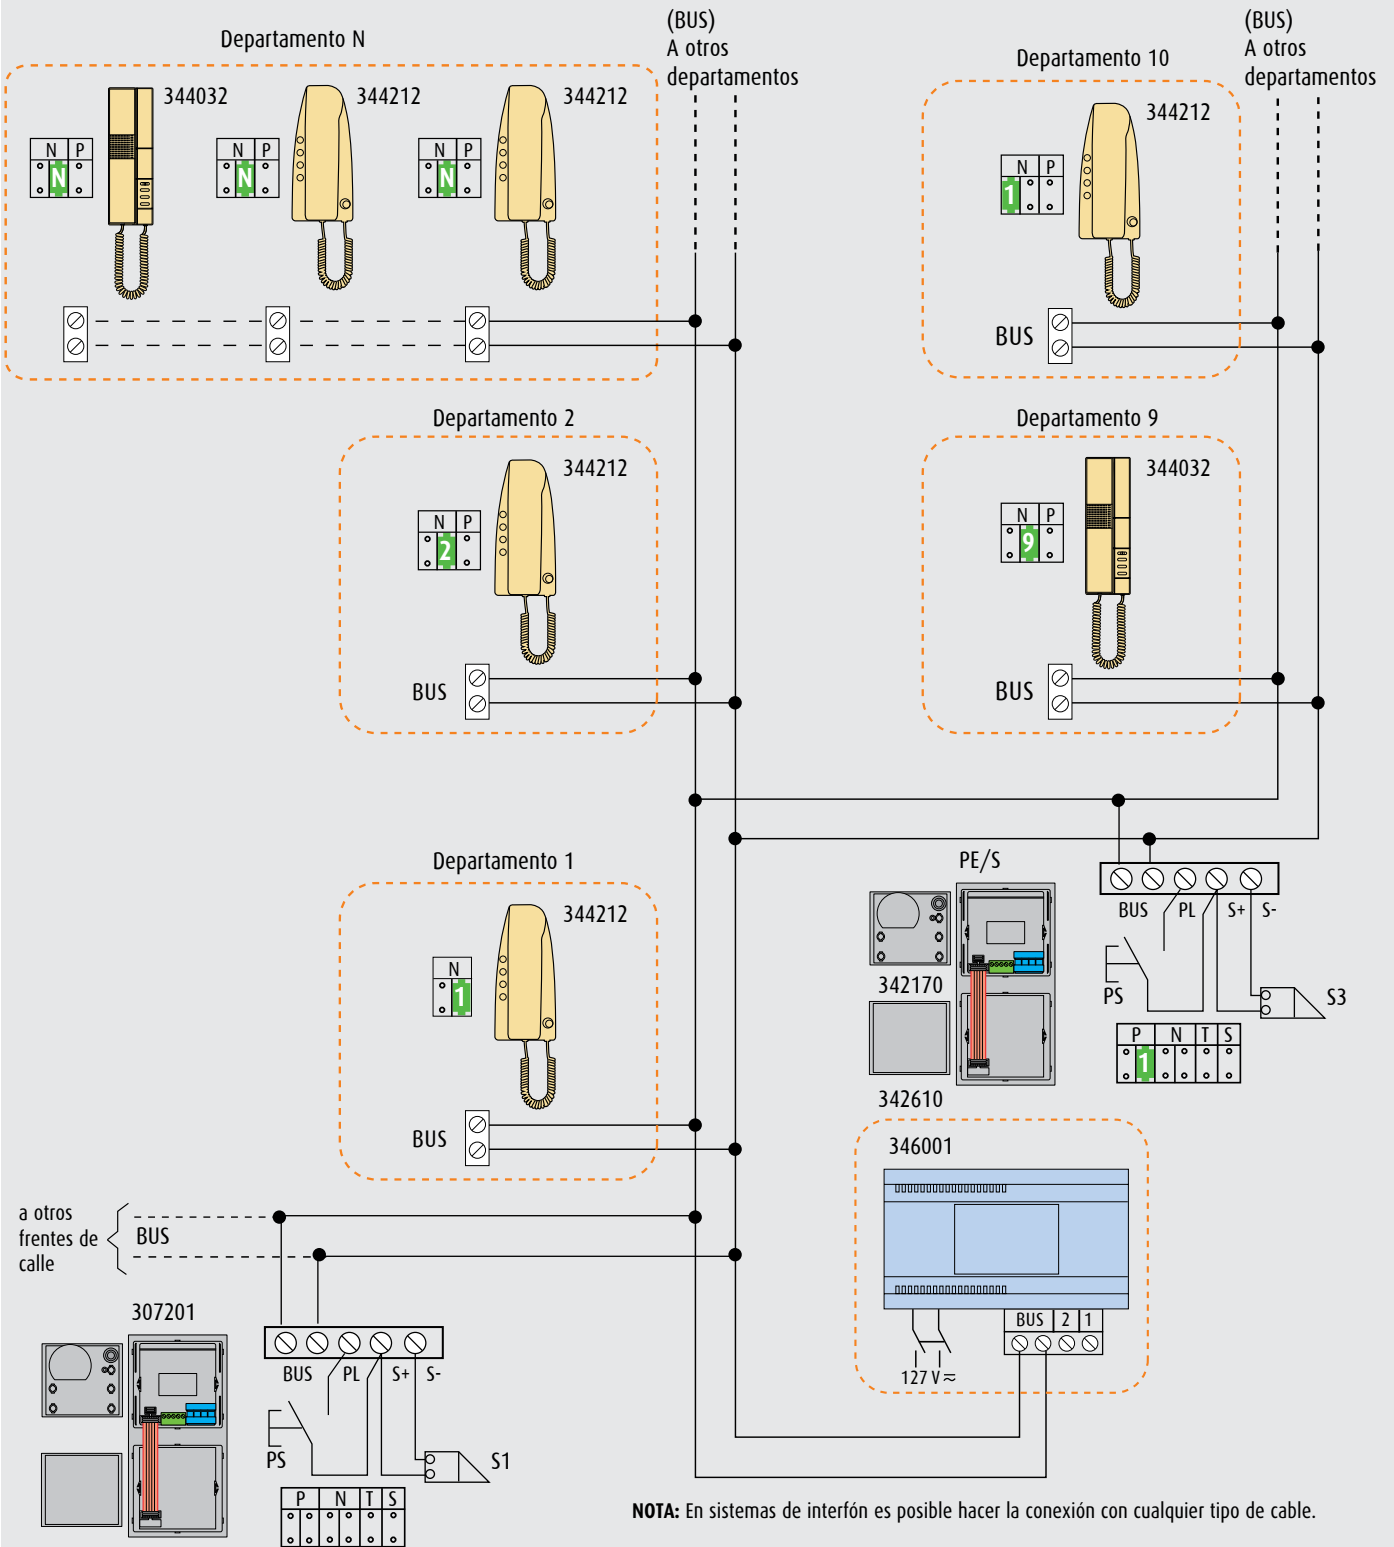 Departamento N
(BUS)
A otros
departamentos
344032
344212
344212
N P
N
N P
N
N P
N
Departamento 10
(BUS)
A otros
departamentos
344212
N P
1
BUS
Departamento 2
344212
N P
2
BUS
Departamento 9
344032
N P
9
BUS
Departamento 1
344212
N
1
BUS
PE/S
342170
342610
BUS PL S+ S-
PS
S3
P N T S
1
346001
BUS 2 1
127 V ≂
a otros
frentes de
calle
BUS
307201
BUS PL S+ S-
PS
S1
P N T S
NOTA: En sistemas de interfón es posible hacer la conexión con cualquier tipo de cable.